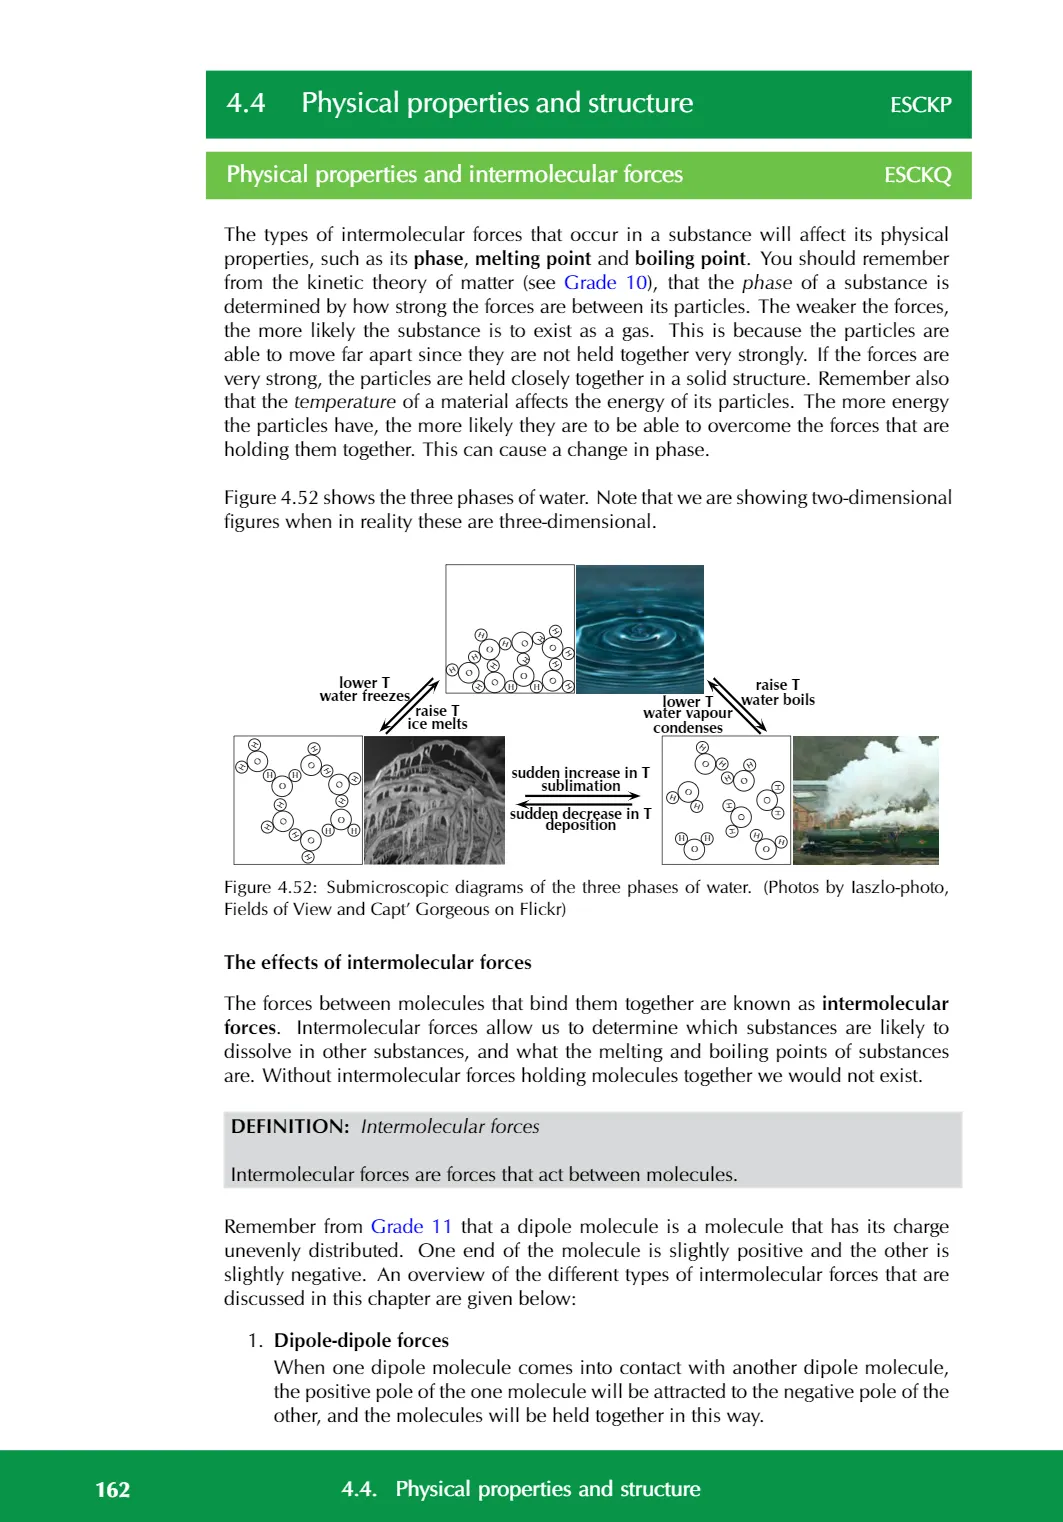 4.4 Physical properties and structure ESCKP
Physical properties and intermolecular forces ESCKQ
The types of intermolecular forces that occur in a substance will affect its physical
properties, such as its phase, melting point and boiling point. You should remember
from the kinetic theory of matter (see Grade 10), that the phase of a substance is
determined by how strong the forces are between its particles. The weaker the forces,
the more likely the substance is to exist as a gas. This is because the particles are
able to move far apart since they are not held together very strongly. If the forces are
very strong, the particles are held closely together in a solid structure. Remember also
that the temperature of a material affects the energy of its particles. The more energy
the particles have, the more likely they are to be able to overcome the forces that are
holding them together. This can cause a change in phase.
Figure 4.52 shows the three phases of water. Note that we are showing two-dimensional
figures when in reality these are three-dimensional.
lower T
water freezes
raise T
ice melts
lower T
water vapour
condenses
raise T
water boils
sudden increase in T
sublimation
sudden decrease in T
deposition
Figure 4.52: Submicroscopic diagrams of the three phases of water. (Photos by Iaszlo-photo,
Fields of View and Capt’ Gorgeous on Flickr)
The effects of intermolecular forces
The forces between molecules that bind them together are known as intermolecular
forces. Intermolecular forces allow us to determine which substances are likely to
dissolve in other substances, and what the melting and boiling points of substances
are. Without intermolecular forces holding molecules together we would not exist.
DEFINITION: Intermolecular forces
Intermolecular forces are forces that act between molecules.
Remember from Grade 11 that a dipole molecule is a molecule that has its charge
unevenly distributed. One end of the molecule is slightly positive and the other is
slightly negative. An overview of the different types of intermolecular forces that are
discussed in this chapter are given below:
1. Dipole-dipole forces
When one dipole molecule comes into contact with another dipole molecule,
the positive pole of the one molecule will be attracted to the negative pole of the
other, and the molecules will be held together in this way.
162 4.4. Physical properties and structure